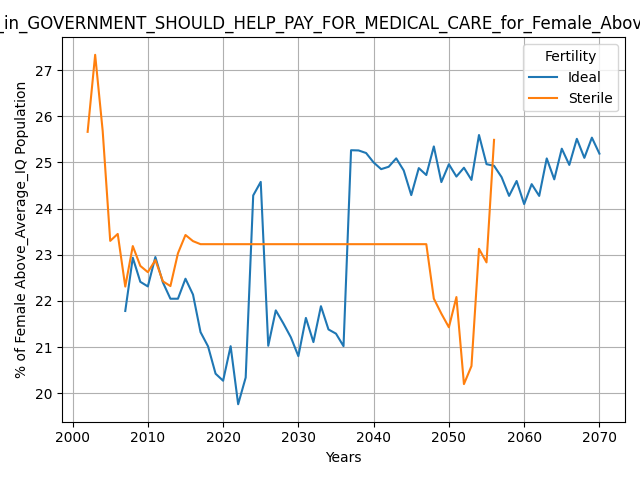 _in_GOVERNMENT_SHOULD_HELP_PAY_FOR_MEDICAL_CARE_for_Female_Abov
Fertility
Ideal
Sterile
% of Female Above_Average_IQ Population
27
26
25
24
23
22
21
20
2000 2010 2020 2030 2040 2050 2060 2070
Years